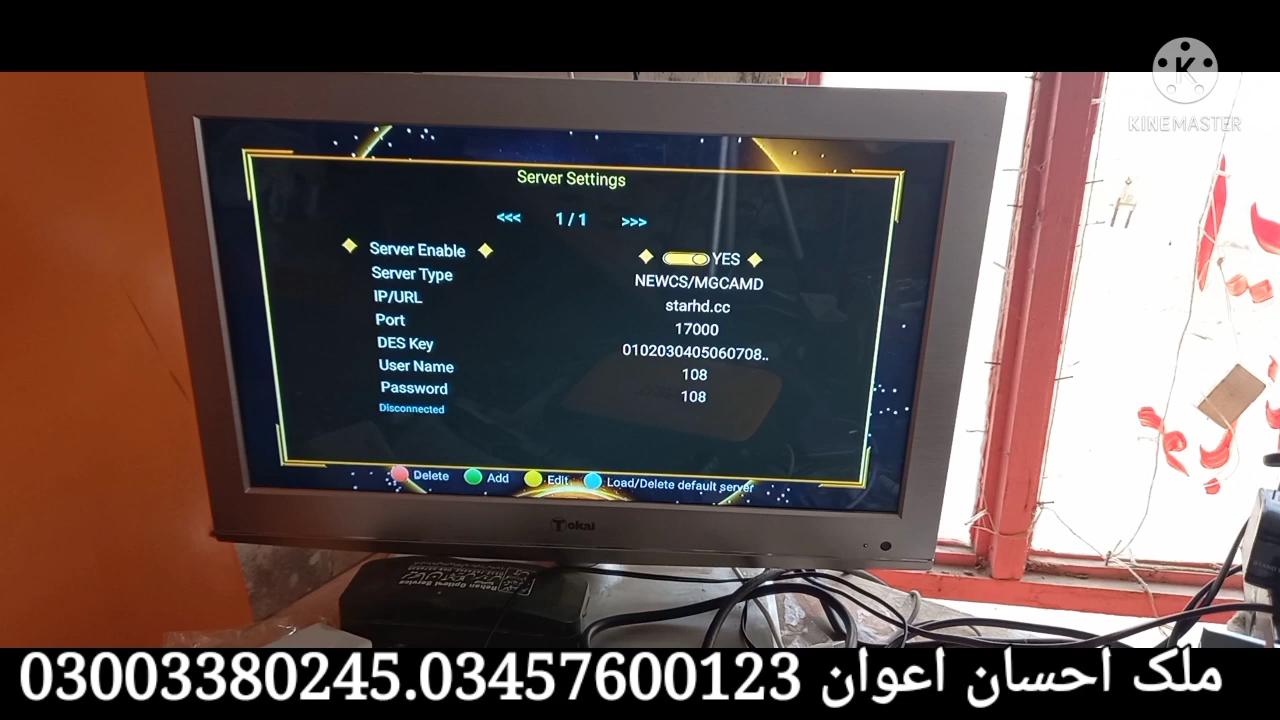 K
KINEMASTER
Server Settings
<<< 1 / 1 >>>
Server Enable YES
Server Type NEWCS/MGCAMD
IP/URL starhd.cc
Port 17000
DES Key 0102030405060708..
User Name 108
Password 108
Disconnected
Delete Add Edit Load/Delete default server
Tokai
03003380245.03457600123 ملک احسان اعوان